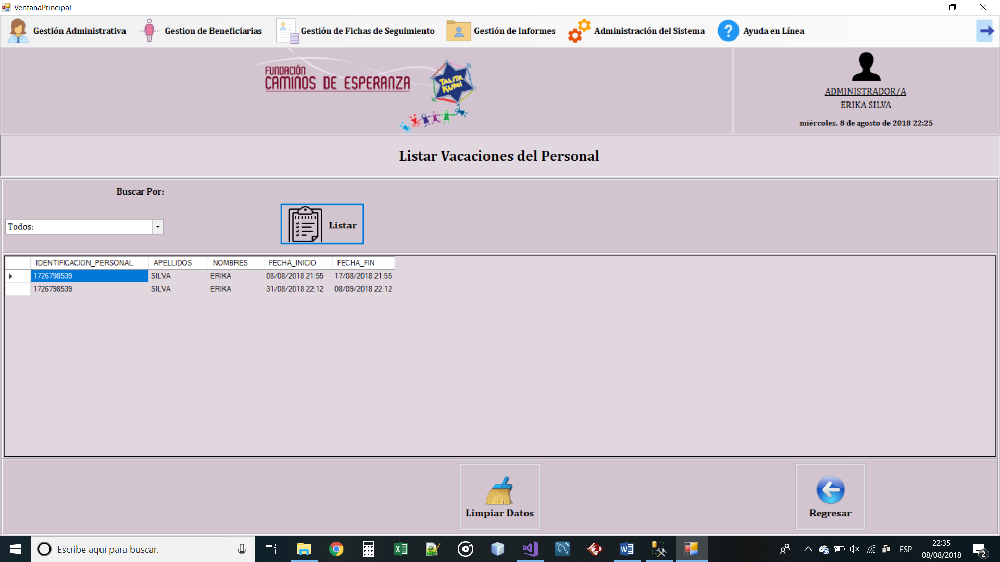 VentanaPrincipal
Gestión Administrativa
Gestion de Beneficiarias
Gestión de Fichas de Seguimiento
Gestión de Informes
Administración del Sistema
Ayuda en Línea
FUNDACIÓN
CAMINOS DE ESPERANZA
TALITA
KUMI
ADMINISTRADOR/A
ERIKA SILVA
miércoles, 8 de agosto de 2018 22:25
Listar Vacaciones del Personal
Buscar Por:
Todos:
Listar
IDENTIFICACION_PERSONAL APELLIDOS NOMBRES FECHA_INICIO FECHA_FIN
1726798539 SILVA ERIKA 08/08/2018 21:55 17/08/2018 21:55
1726798539 SILVA ERIKA 31/08/2018 22:12 08/09/2018 22:12
Limpiar Datos
Regresar
Escribe aquí para buscar.
ESP
22:35
08/08/2018
2